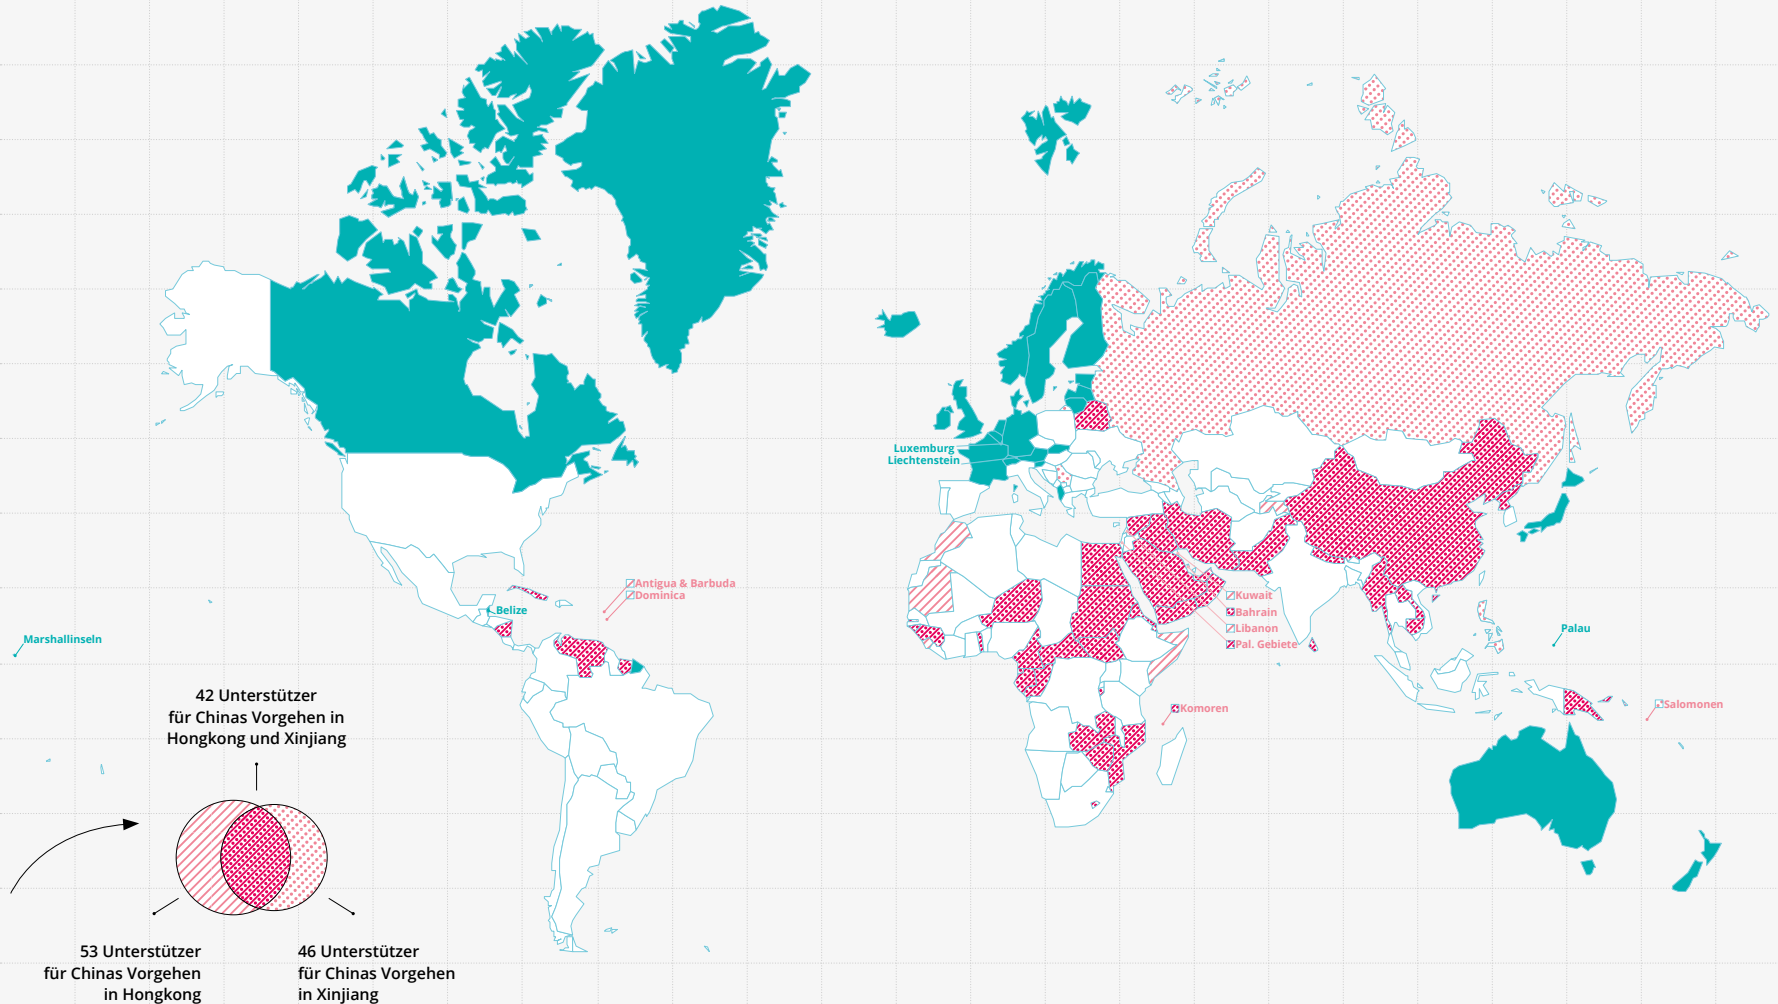 Luxemburg
Liechtenstein
Antigua & Barbuda
Dominica
Belize
Kuwait
Bahrain
Libanon
Pal. Gebiete
Marshallinseln
Palau
Komoren
Salomonen
42 Unterstützer
für Chinas Vorgehen in
Hongkong und Xinjiang
53 Unterstützer
für Chinas Vorgehen
in Hongkong
46 Unterstützer
für Chinas Vorgehen
in Xinjiang